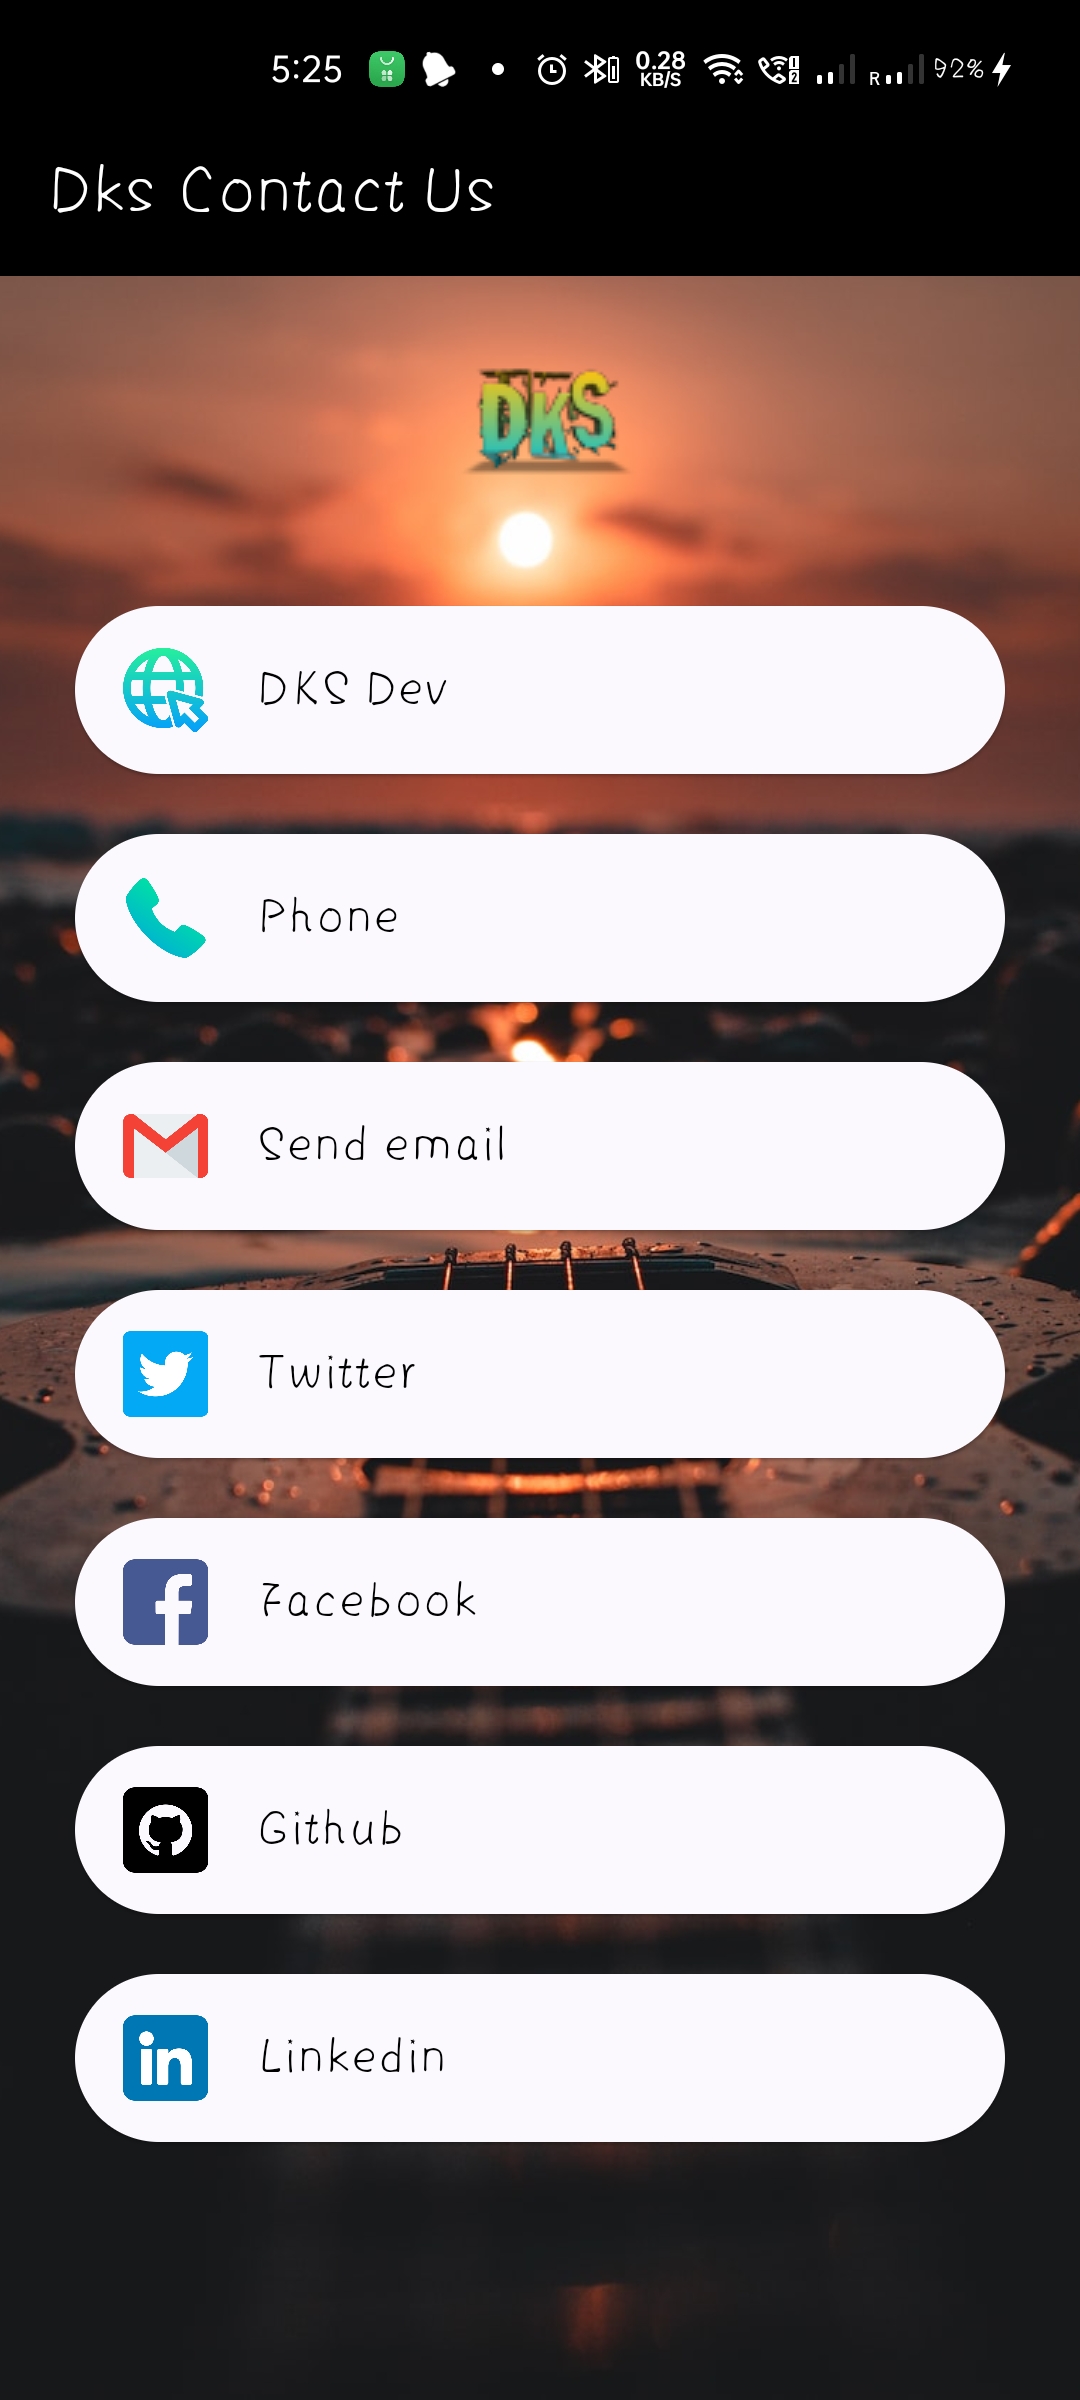 5:25 0.28 KB/S R 92%
Dks Contact Us
DKS
DKS Dev
Phone
Send email
Twitter
Facebook
Github
in Linkedin